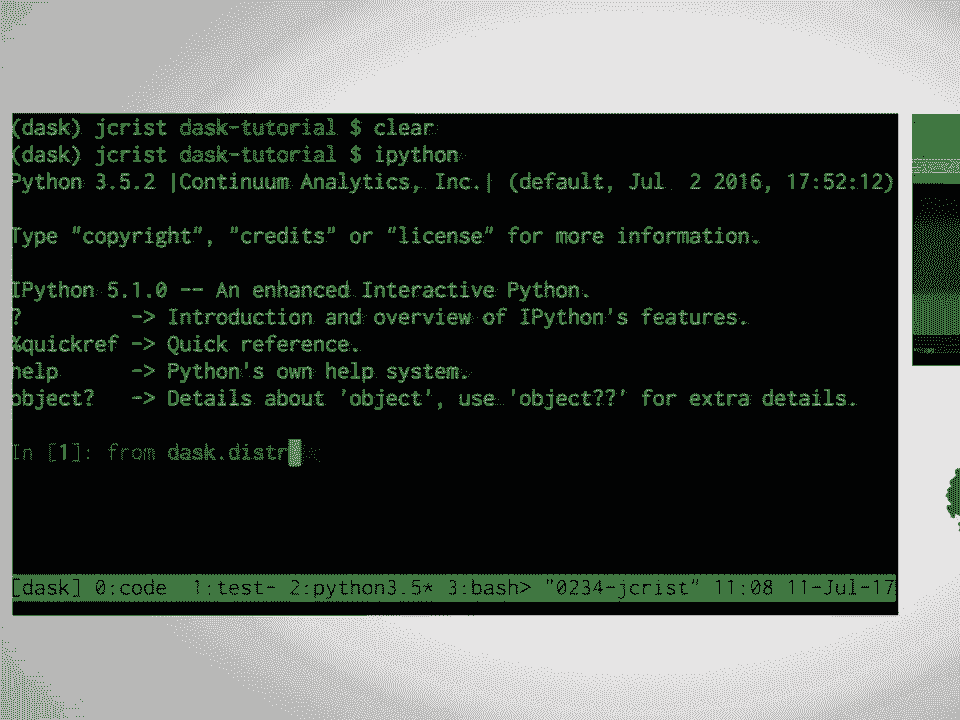 (dask) jcrist dask-tutorial $ clear
(dask) jcrist dask-tutorial $ ipython
Python 3.5.2 |Continuum Analytics, Inc.| (default, Jul  2 2016, 17:52:12)
Type "copyright", "credits" or "license" for more information.
IPython 5.1.0 -- An enhanced Interactive Python.
?         -> Introduction and overview of IPython's features.
%quickref -> Quick reference.
help      -> Python's own help system.
object?   -> Details about 'object', use 'object??' for extra details.
In [1]: from dask.distr
[dask] 0:code  1:test- 2:python3.5* 3:bash> "0234-jcrist" 11:08 11-Jul-17